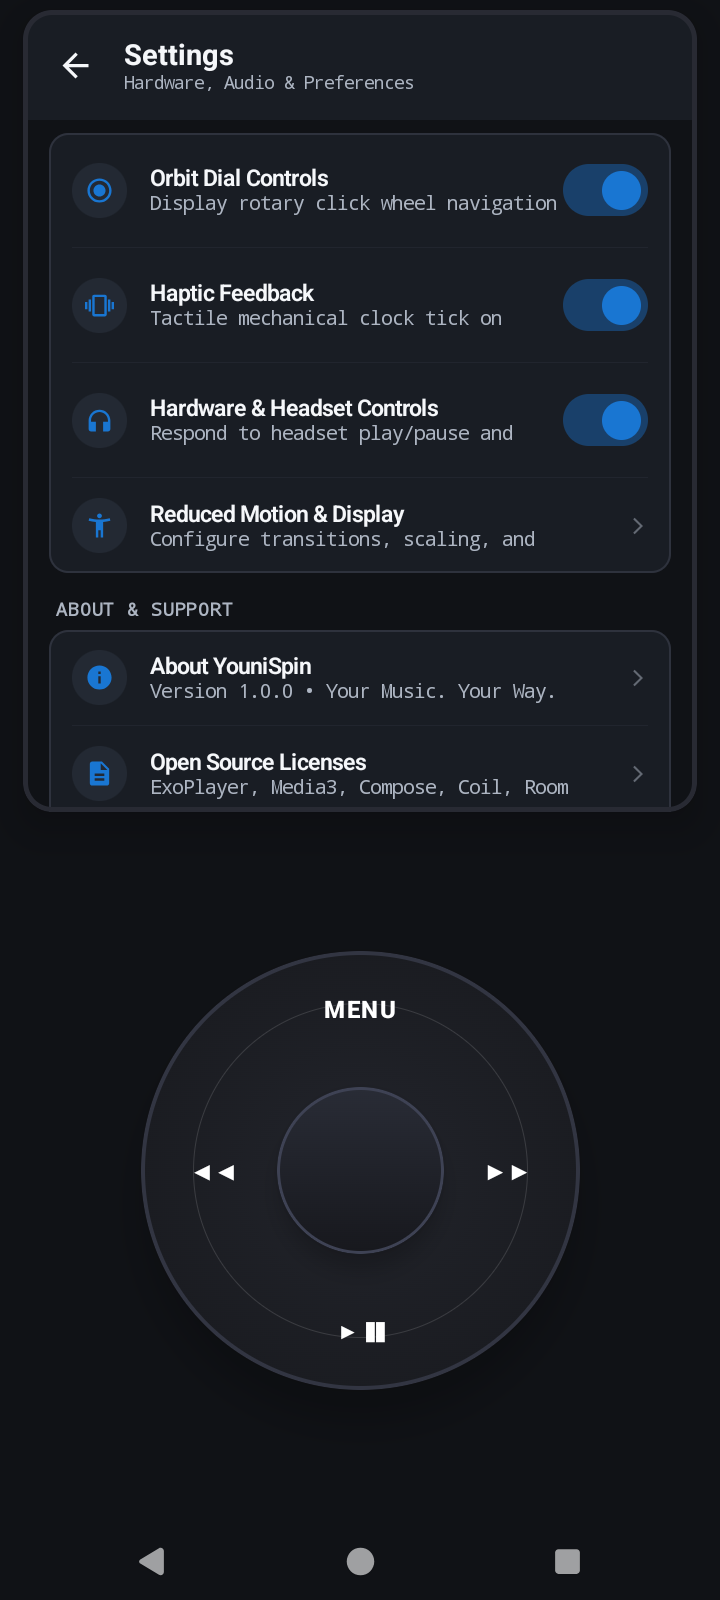 Settings
Hardware, Audio & Preferences
Orbit Dial Controls
Display rotary click wheel navigation
Haptic Feedback
Tactile mechanical clock tick on
Hardware & Headset Controls
Respond to headset play/pause and
Reduced Motion & Display
Configure transitions, scaling, and
ABOUT & SUPPORT
About YouniSpin
Version 1.0.0 • Your Music. Your Way.
Open Source Licenses
ExoPlayer, Media3, Compose, Coil, Room
MENU